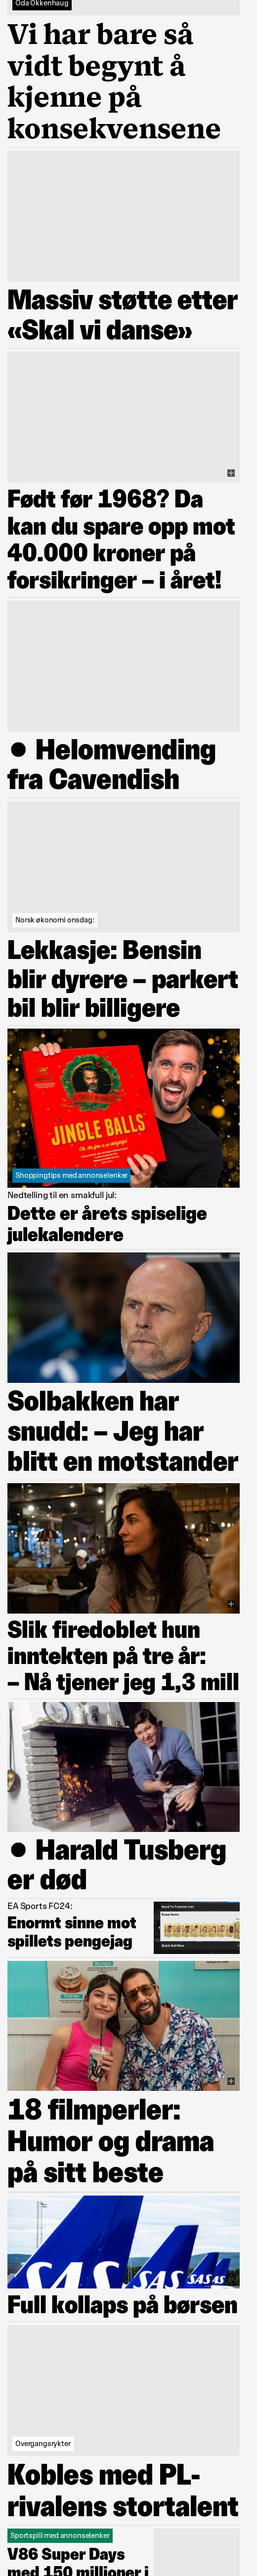 Oda Okkenhaug
Vi har bare så
vidt begynt å
kjenne på
konsekvensene
Massiv støtte etter
«Skal vi danse»
Født før 1968? Da
kan du spare opp mot
40.000 kroner på
forsikringer – i året!
● Helomvending
fra Cavendish
Norsk økonomi onsdag:
Lekkasje: Bensin
blir dyrere – parkert
bil blir billigere
JINGLE BALLS
Shoppingtips med annonselenker
Nedtelling til en smakfull jul:
Dette er årets spiselige
julekalendere
Solbakken har
snudd: – Jeg har
blitt en motstander
Slik firedoblet hun
inntekten på tre år:
– Nå tjener jeg 1,3 mill
● Harald Tusberg
er død
EA Sports FC24:
Enormt sinne mot
spillets pengejag
18 filmperler:
Humor og drama
på sitt beste
SAS SAS SAS SAS
Full kollaps på børsen
Overgangsrykter
Kobles med PL-
rivalens stortalent
Sportspill med annonselenker
V86 Super Days
med 150 millioner i